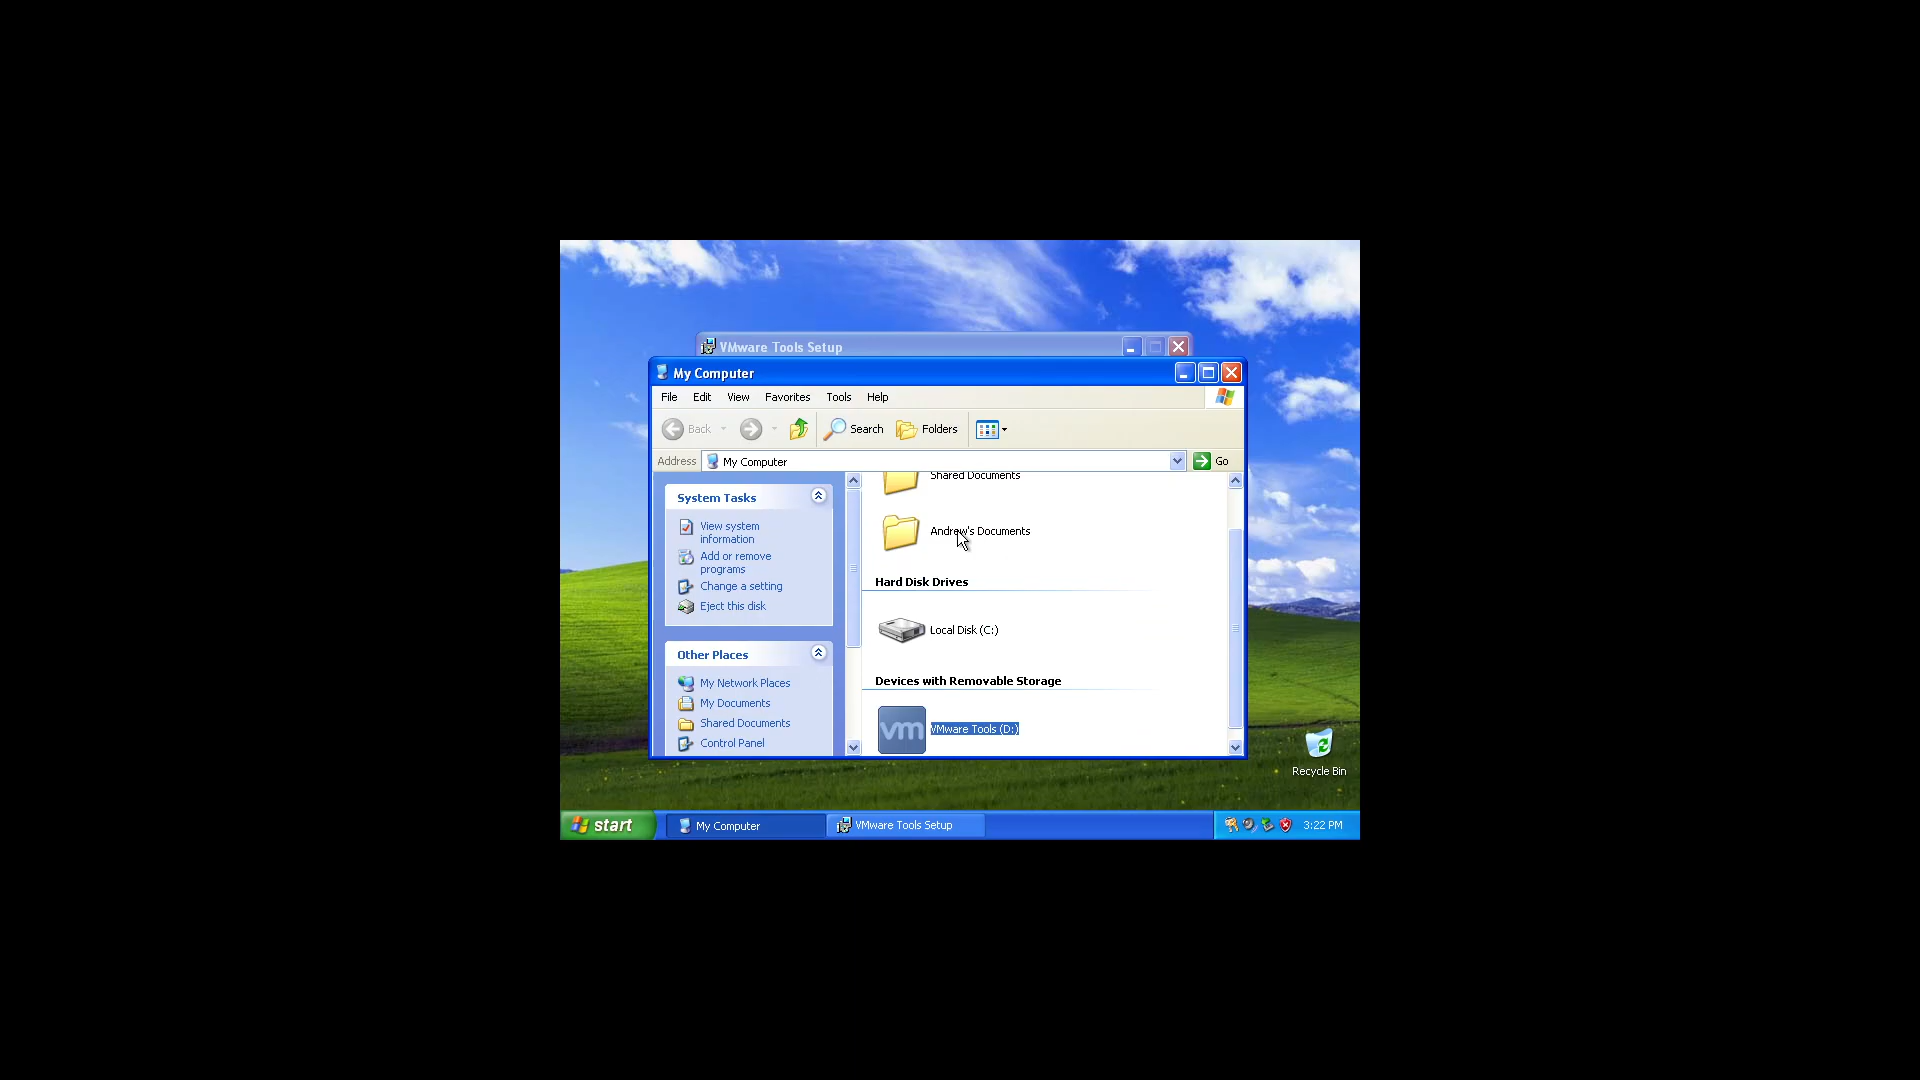 VMware Tools Setup
My Computer
File Edit View Favorites Tools Help
Back Search Folders
Address My Computer Go
System Tasks
View system
information
Add or remove
programs
Change a setting
Eject this disk
Other Places
My Network Places
My Documents
Shared Documents
Control Panel
Shared Documents
Andrew's Documents
Hard Disk Drives
Local Disk (C:)
Devices with Removable Storage
vm VMware Tools (D:)
Recycle Bin
start My Computer VMware Tools Setup 3:22 PM